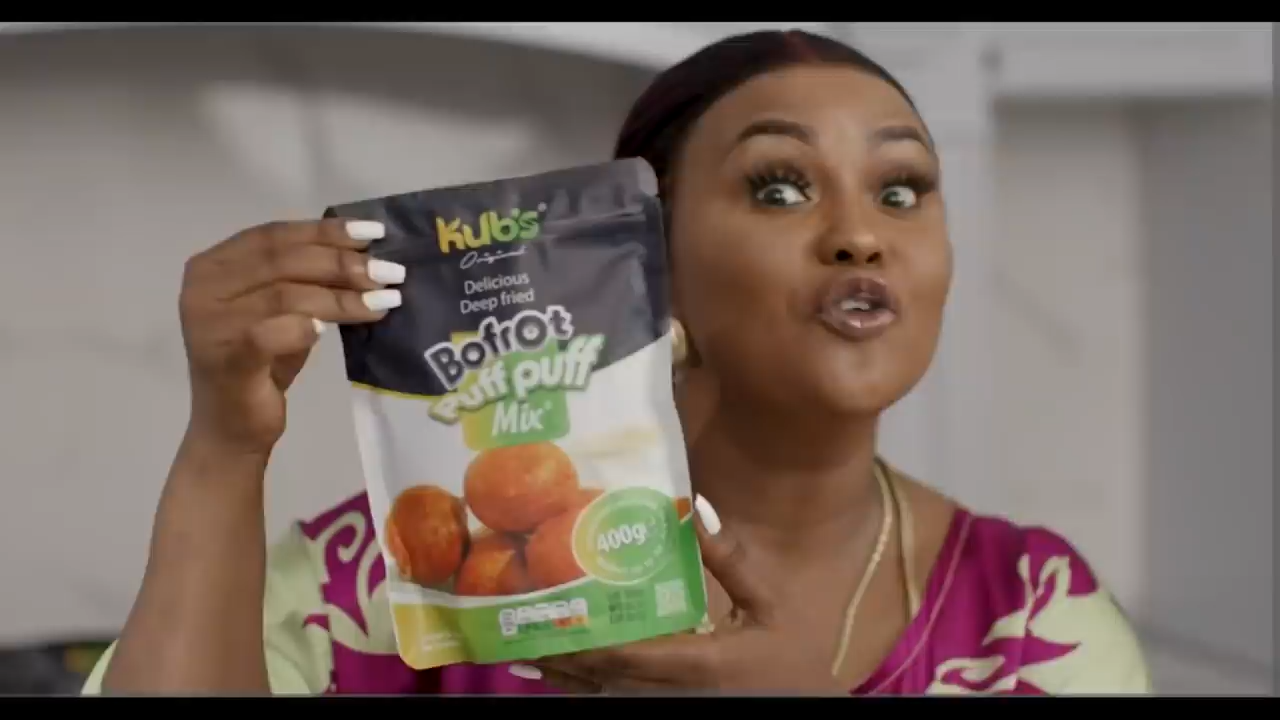 Kub's
Original
Delicious
Deep fried
Bofrot
Puff puff
Mix
400g